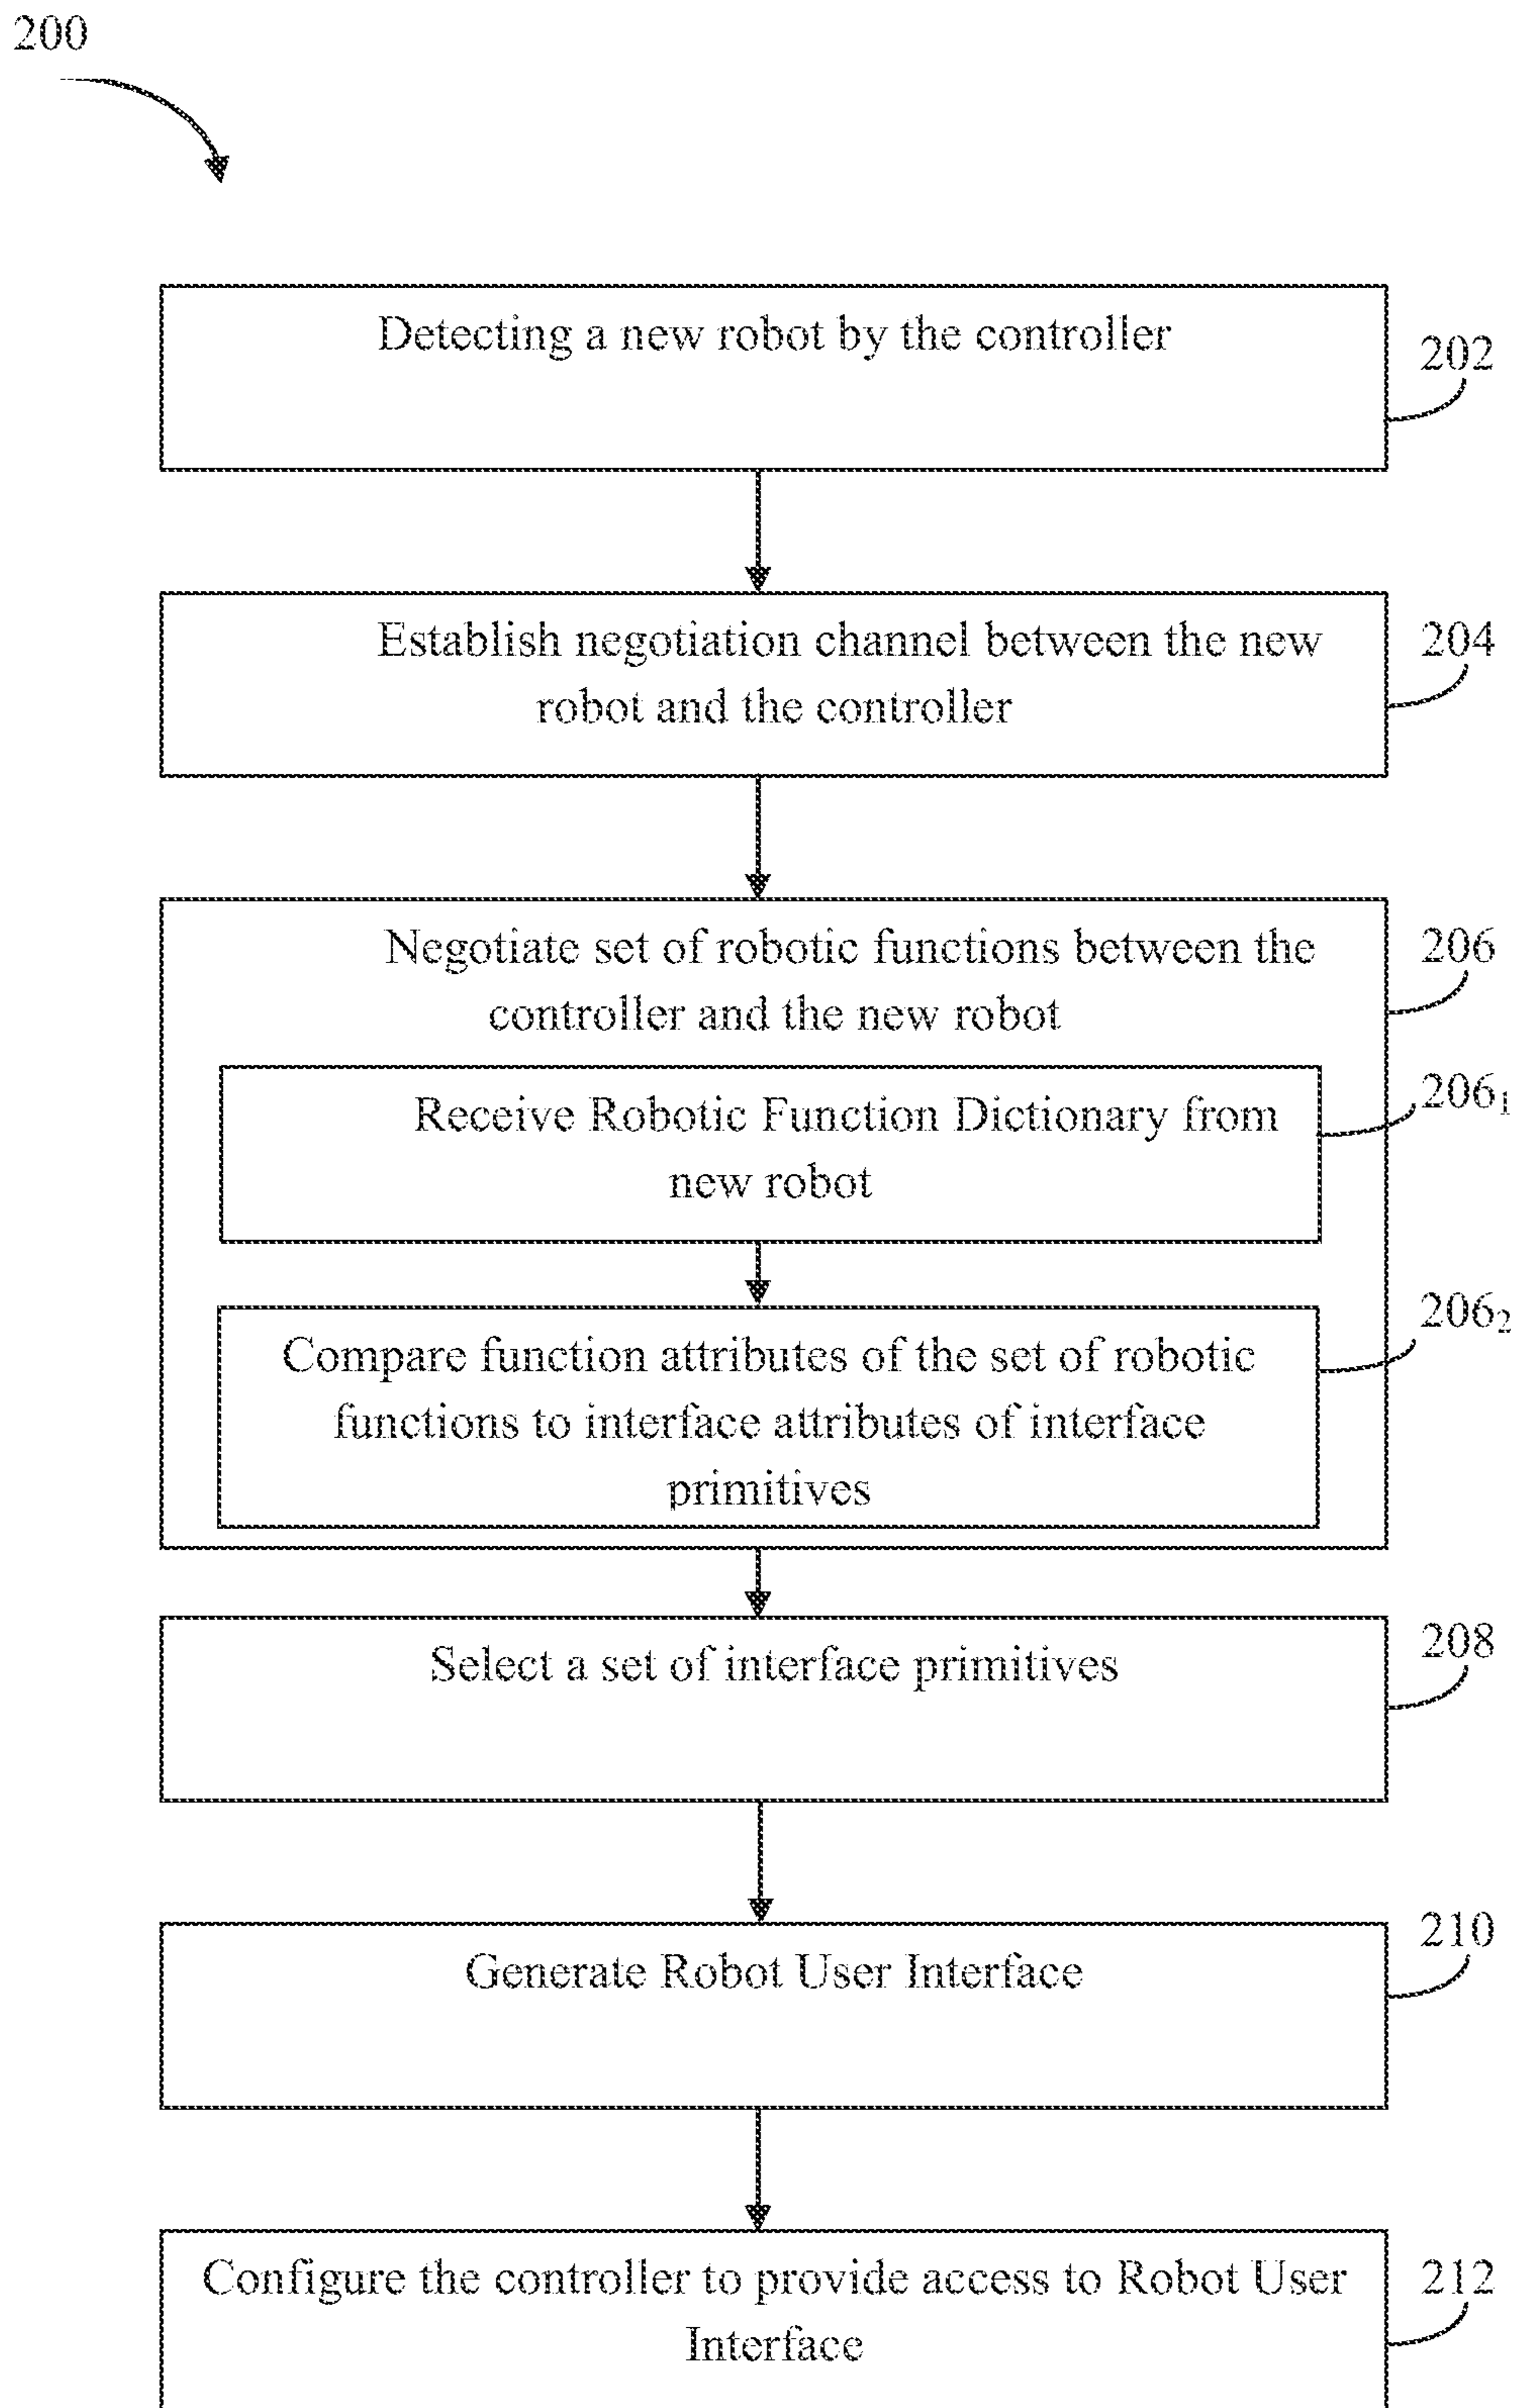 200
Detecting a new robot by the controller
202
Establish negotiation channel between the new
robot and the controller
204
Negotiate set of robotic functions between the
controller and the new robot
206
Receive Robotic Function Dictionary from
new robot
206₁
Compare function attributes of the set of robotic
functions to interface attributes of interface
primitives
206₂
Select a set of interface primitives
208
Generate Robot User Interface
210
Configure the controller to provide access to Robot User
Interface
212